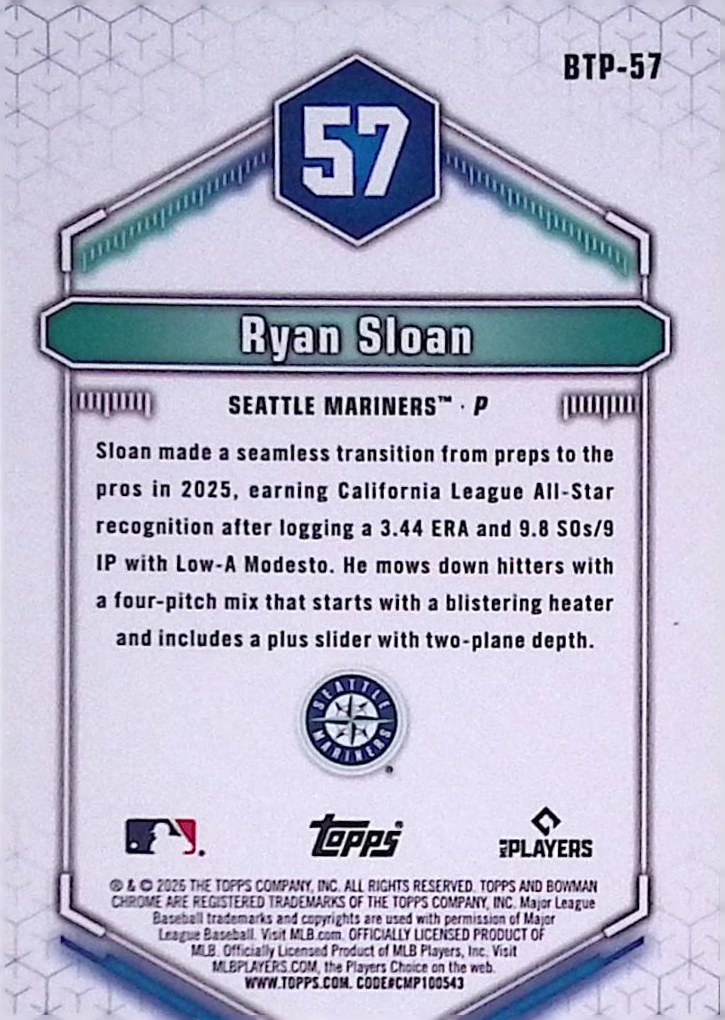 BTP-57
57
Ryan Sloan
SEATTLE MARINERS™ · P
Sloan made a seamless transition from preps to the
pros in 2025, earning California League All-Star
recognition after logging a 3.44 ERA and 9.8 SOs/9
IP with Low-A Modesto. He mows down hitters with
a four-pitch mix that starts with a blistering heater
and includes a plus slider with two-plane depth.
SEATTLE
MARINERS
topps®
MLB PLAYERS
® & © 2026 THE TOPPS COMPANY, INC. ALL RIGHTS RESERVED. TOPPS AND BOWMAN
CHROME ARE REGISTERED TRADEMARKS OF THE TOPPS COMPANY, INC. Major League
Baseball trademarks and copyrights are used with permission of Major
League Baseball. Visit MLB.com. OFFICIALLY LICENSED PRODUCT OF
MLB. Officially Licensed Product of MLB Players, Inc. Visit
MLBPLAYERS.COM, the Players Choice on the web.
WWW.TOPPS.COM. CODE#CMP100543